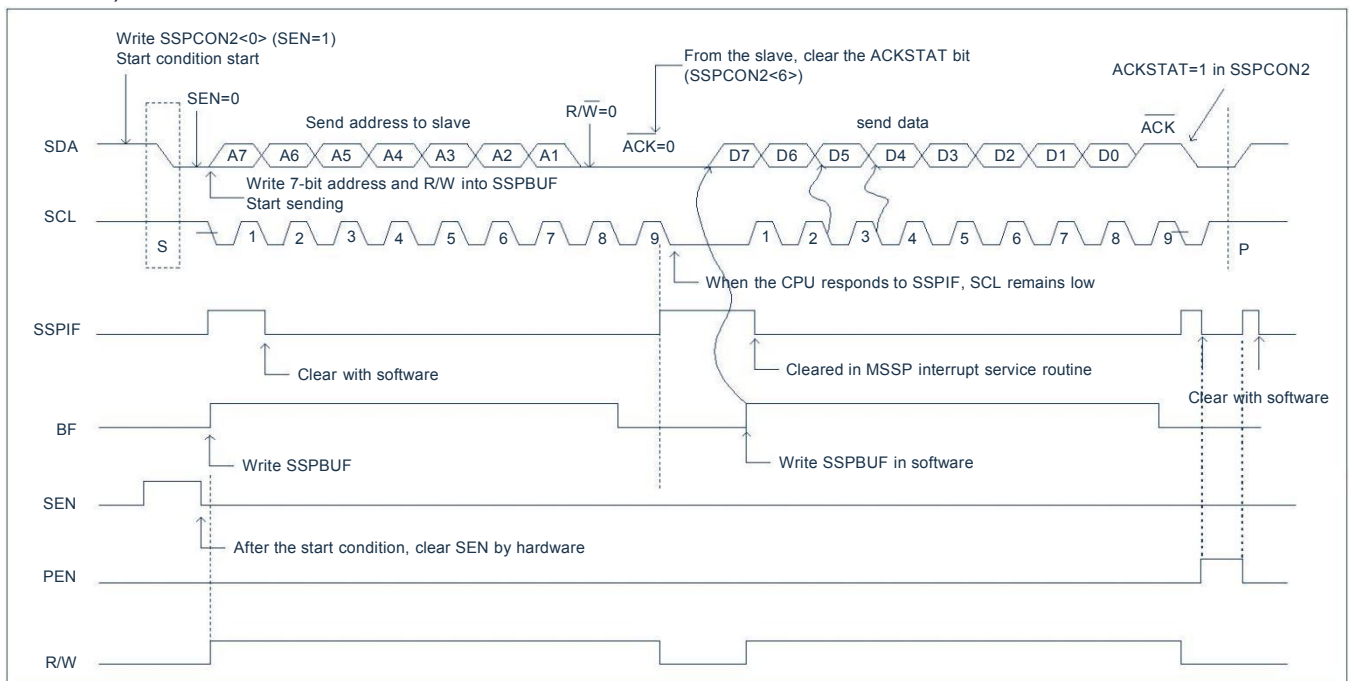 Write SSPCON2<0> (SEN=1)
Start condition start
From the slave, clear the ACKSTAT bit
(SSPCON2<6>)
ACKSTAT=1 in SSPCON2
SEN=0
R/W̅=0
Send address to slave
send data
A̅C̅K̅
A̅C̅K̅=0
SDA
A7 A6 A5 A4 A3 A2 A1
D7 D6 D5 D4 D3 D2 D1 D0
Write 7-bit address and R/W into SSPBUF
Start sending
SCL
S
1 2 3 4 5 6 7 8 9
1 2 3 4 5 6 7 8 9
P
When the CPU responds to SSPIF, SCL remains low
SSPIF
Clear with software
Cleared in MSSP interrupt service routine
Clear with software
BF
Write SSPBUF
Write SSPBUF in software
SEN
After the start condition, clear SEN by hardware
PEN
R/W